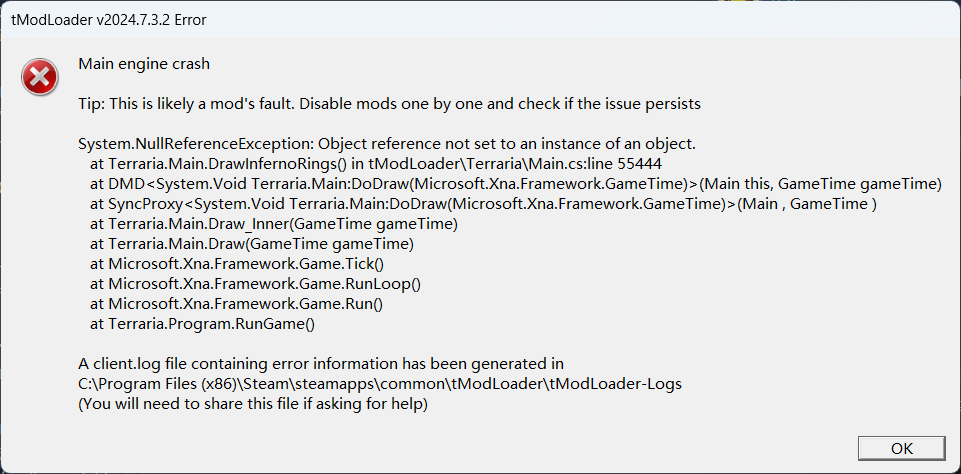 tModLoader v2024.7.3.2 Error
Main engine crash
Tip: This is likely a mod's fault. Disable mods one by one and check if the issue persists
System.NullReferenceException: Object reference not set to an instance of an object.
at Terraria.Main.DrawInfernoRings() in tModLoader\Terraria\Main.cs:line 55444
at DMD<System.Void Terraria.Main:DoDraw(Microsoft.Xna.Framework.GameTime)>(Main this, GameTime gameTime)
at SyncProxy<System.Void Terraria.Main:DoDraw(Microsoft.Xna.Framework.GameTime)>(Main , GameTime )
at Terraria.Main.Draw_Inner(GameTime gameTime)
at Terraria.Main.Draw(GameTime gameTime)
at Microsoft.Xna.Framework.Game.Tick()
at Microsoft.Xna.Framework.Game.RunLoop()
at Microsoft.Xna.Framework.Game.Run()
at Terraria.Program.RunGame()
A client.log file containing error information has been generated in
C:\Program Files (x86)\Steam\steamapps\common\tModLoader\tModLoader-Logs
(You will need to share this file if asking for help)
OK